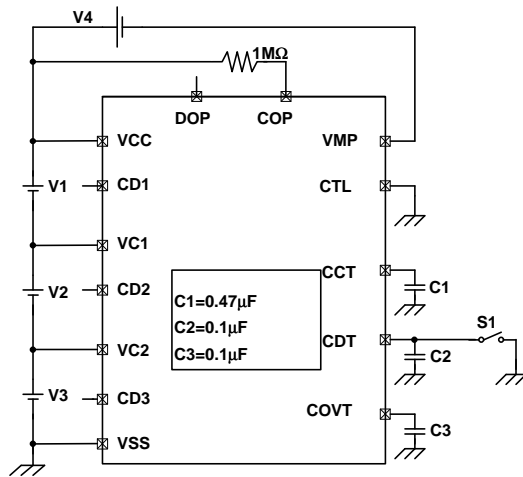 V4
1MΩ
DOP
COP
VCC
VMP
V1
CD1
CTL
VC1
CCT
C1
V2
CD2
C1=0.47µF
C2=0.1µF
C3=0.1µF
S1
VC2
CDT
C2
V3
CD3
COVT
C3
VSS